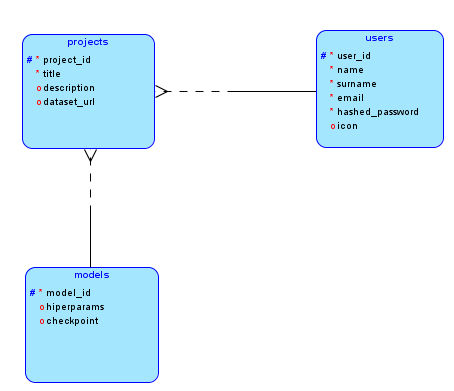 projects
# * project_id
* title
o description
o dataset_url
users
# * user_id
* name
* surname
* email
* hashed_password
o icon
models
# * model_id
o hiperparams
o checkpoint